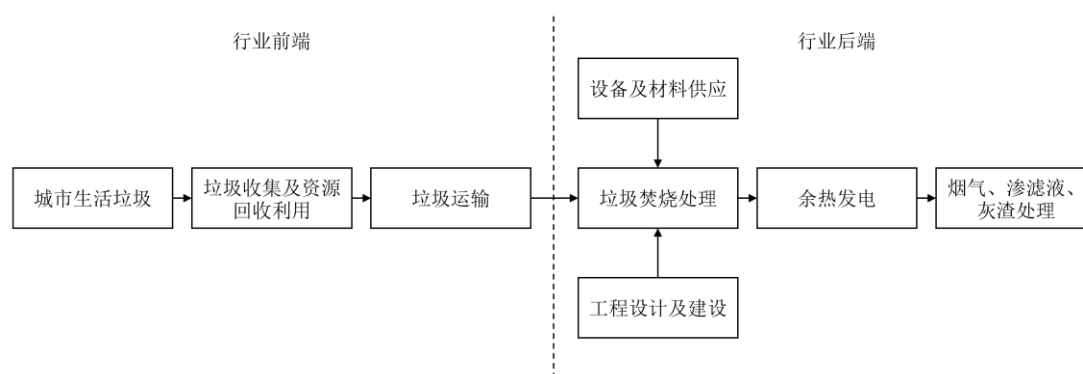 行业前端
行业后端
设备及材料供应
城市生活垃圾
垃圾收集及资源
回收利用
垃圾运输
垃圾焚烧处理
余热发电
烟气、渗滤液、
灰渣处理
工程设计及建设